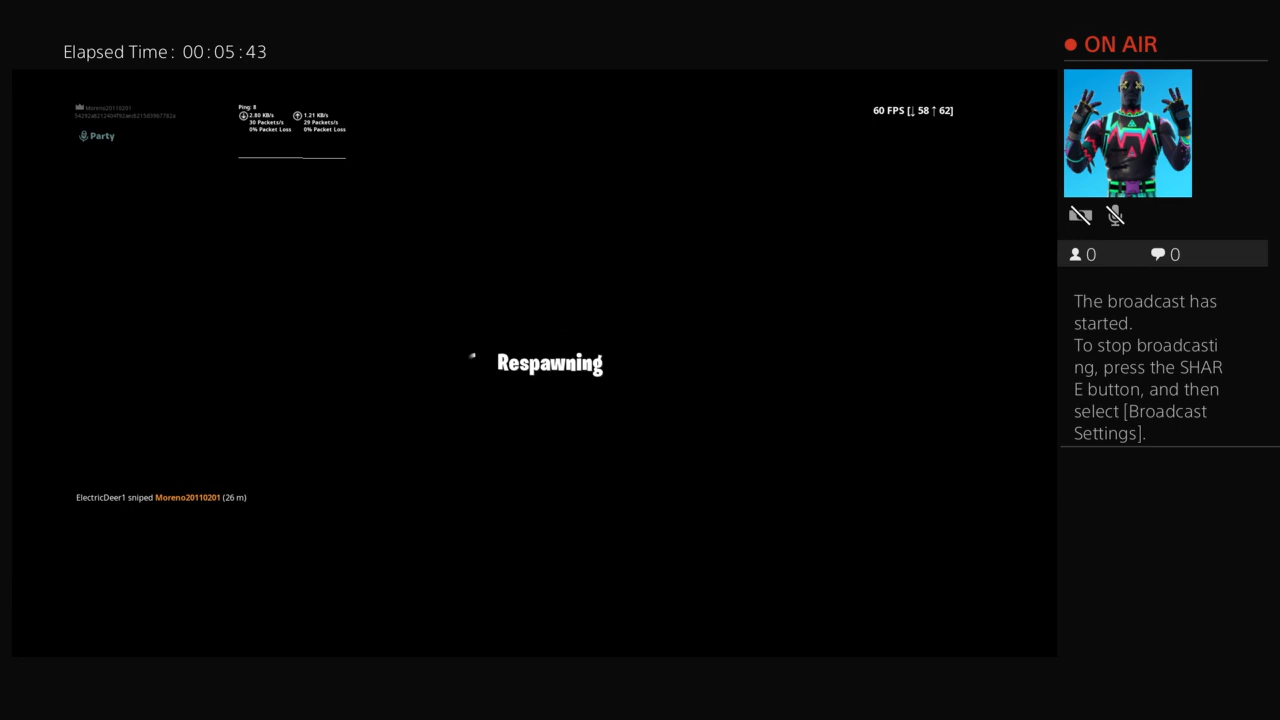 Elapsed Time: 00:05:43
ON AIR
Moreno20110201
Party
Ping: 8
2.80 KB/s 1.21 KB/s
30 Packets/s 29 Packets/s
0% Packet Loss 0% Packet Loss
60 FPS [↓ 58 ↑ 62]
0 0
The broadcast has
started.
To stop broadcasti
ng, press the SHAR
E button, and then
select [Broadcast
Settings].
Respawning
ElectricDeer1 sniped Moreno20110201 (26 m)